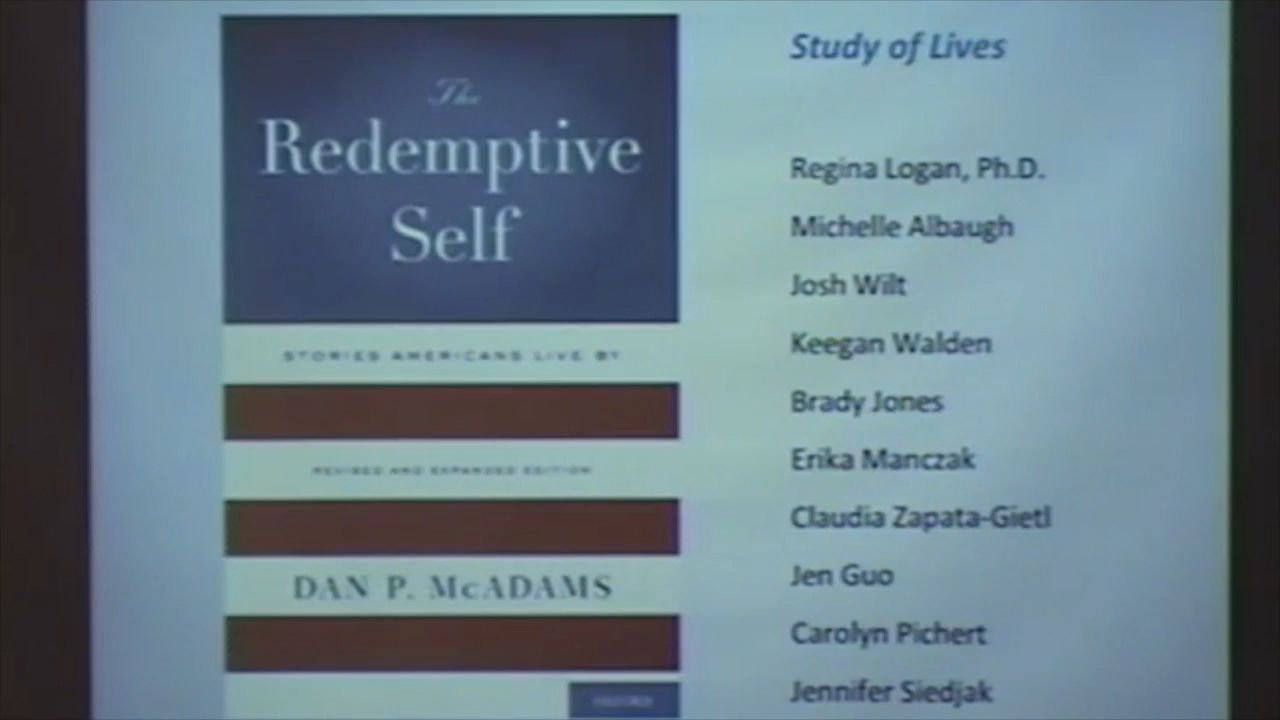 The
Redemptive
Self
STORIES AMERICANS LIVE BY
REVISED AND EXPANDED EDITION
DAN P. McADAMS
OXFORD
Study of Lives
Regina Logan, Ph.D.
Michelle Albaugh
Josh Wilt
Keegan Walden
Brady Jones
Erika Manczak
Claudia Zapata-Gietl
Jen Guo
Carolyn Pichert
Jennifer Siedjak